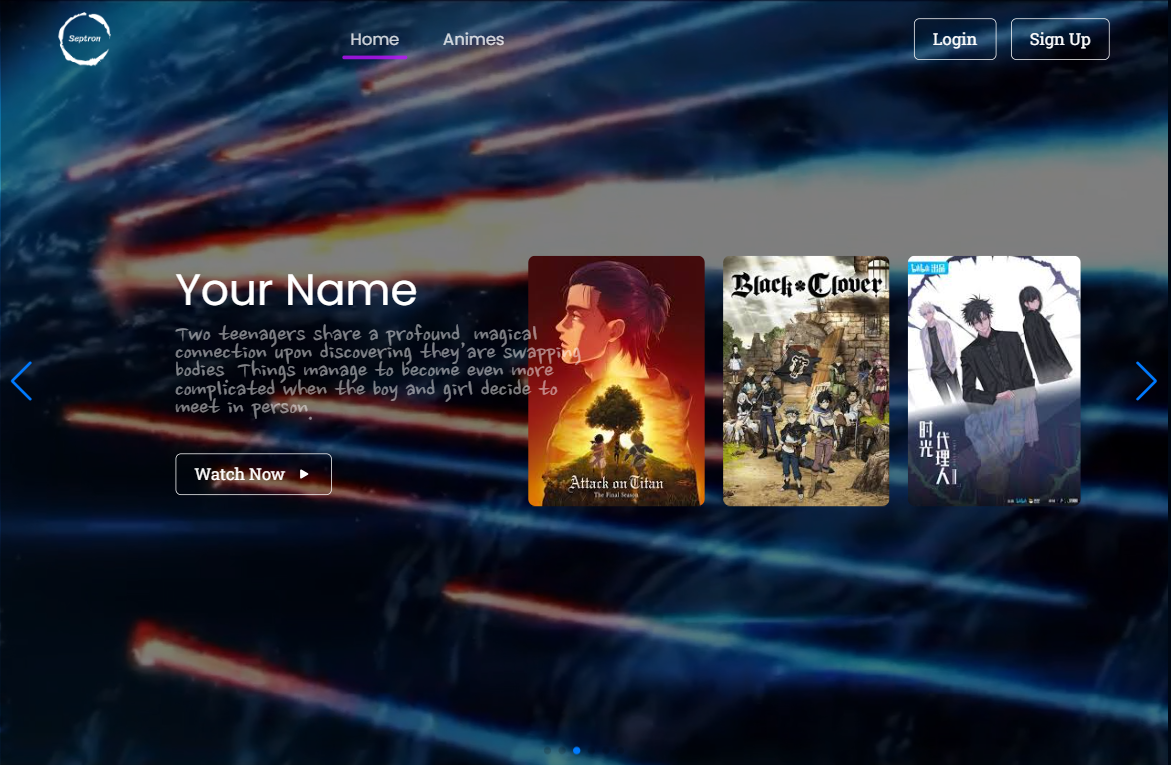 Septron
Home
Animes
Login
Sign Up
Your Name
Two teenagers share a profound, magical
connection upon discovering they are swapping
bodies. Things manage to become even more
complicated when the boy and girl decide to
meet in person.
Watch Now
Attack on Titan
The Final Season
Black Clover
bilibili 出品
时光
代理人
II